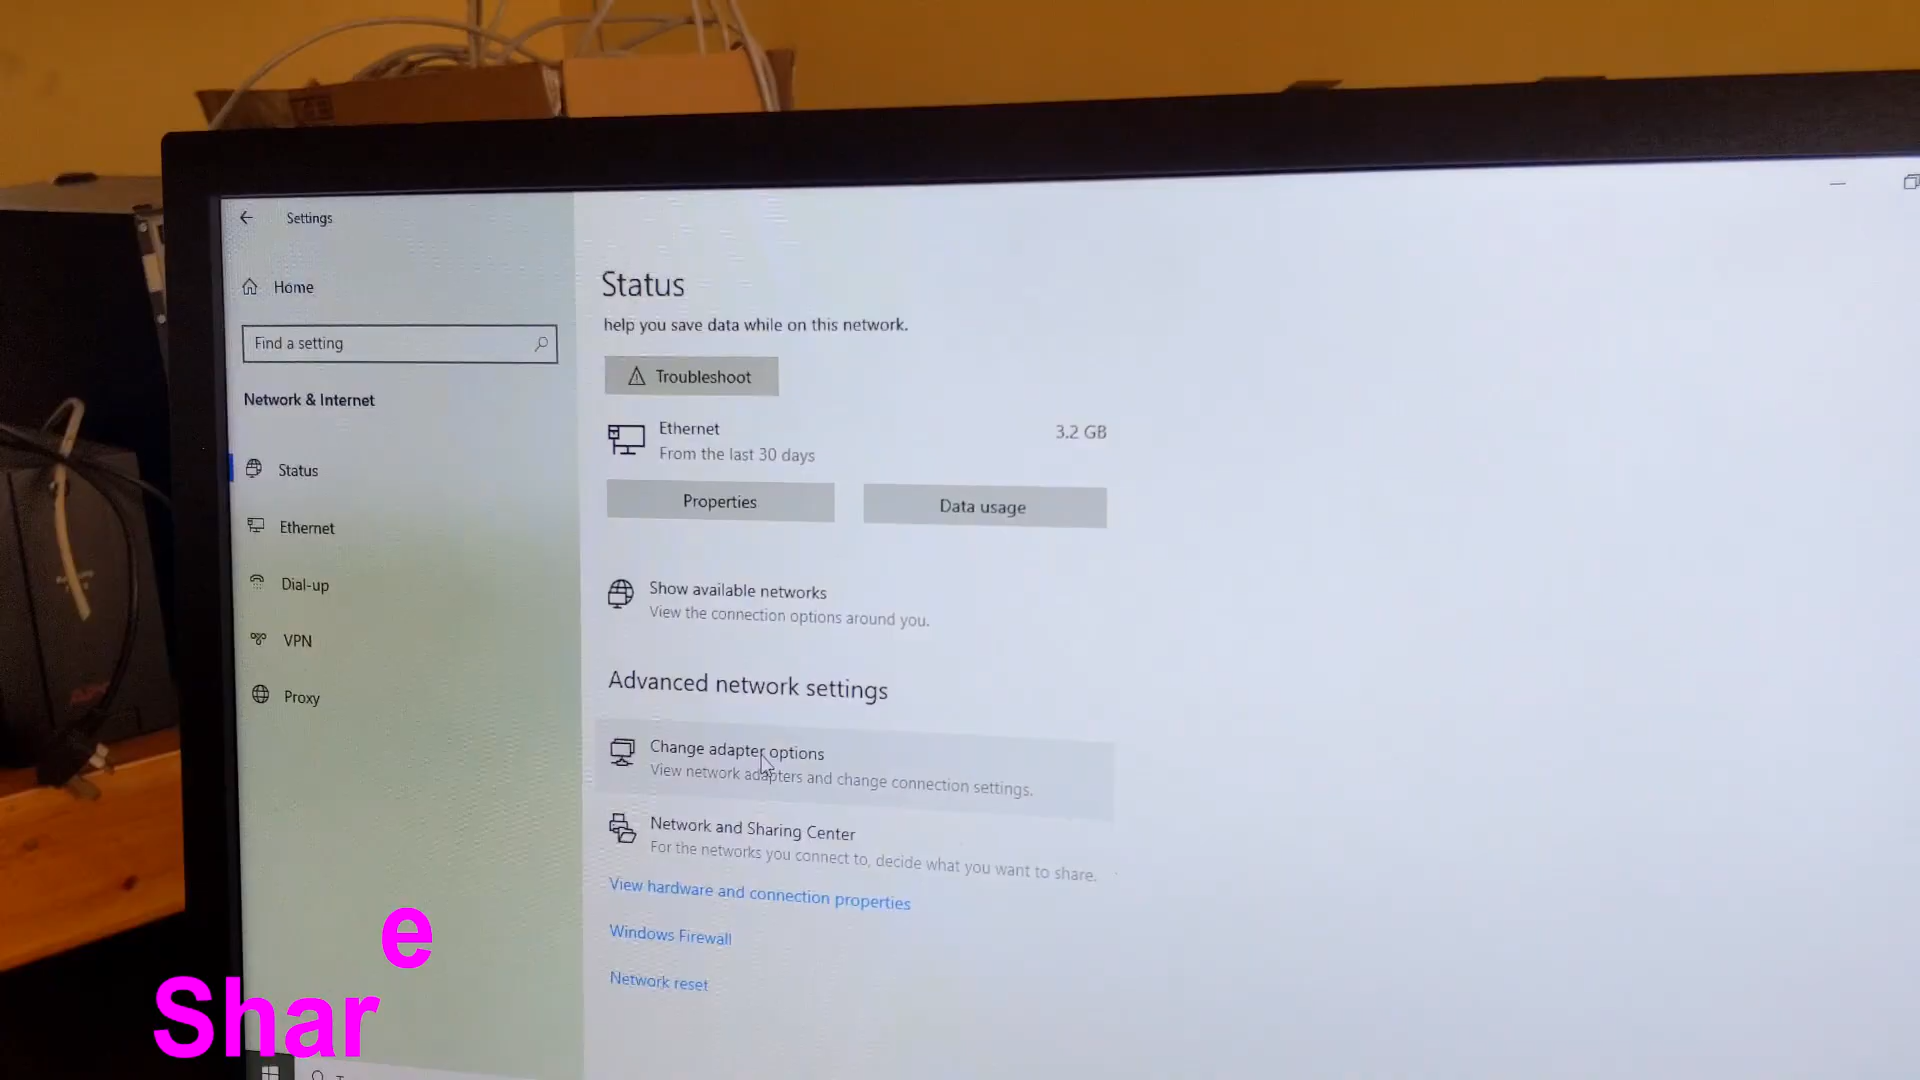 Settings
Home
Find a setting
Network & Internet
Status
Ethernet
Dial-up
VPN
Proxy
Status
help you save data while on this network.
Troubleshoot
Ethernet
3.2 GB
From the last 30 days
Properties
Data usage
Show available networks
View the connection options around you.
Advanced network settings
Change adapter options
View network adapters and change connection settings.
Network and Sharing Center
For the networks you connect to, decide what you want to share.
View hardware and connection properties
Windows Firewall
Network reset
Share